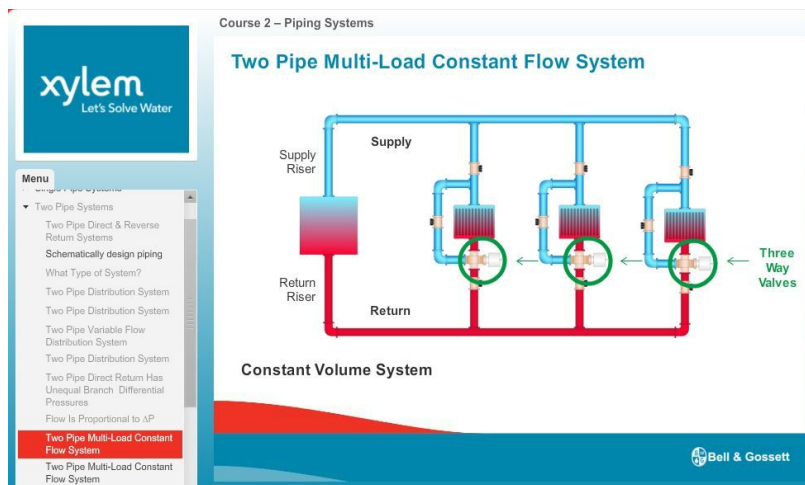 Course 2 – Piping Systems
xylem
Let's Solve Water
Two Pipe Multi-Load Constant Flow System
Supply
Supply
Riser
Return
Riser
Return
Three
Way
Valves
Constant Volume System
Menu
Single Pipe Systems
Two Pipe Systems
Two Pipe Direct & Reverse
Return Systems
Schematically design piping
What Type of System?
Two Pipe Distribution System
Two Pipe Distribution System
Two Pipe Variable Flow
Distribution System
Two Pipe Distribution System
Two Pipe Direct Return Has
Unequal Branch Differential
Pressures
Flow Is Proportional to ΔP
Two Pipe Multi-Load Constant
Flow System
Two Pipe Multi-Load Constant
Flow System
Bell & Gossett